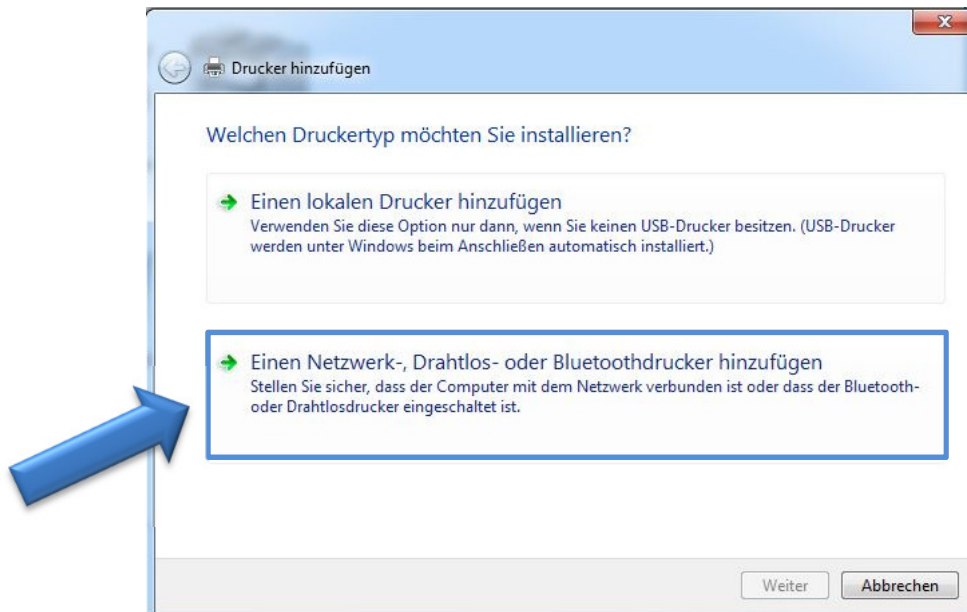 Drucker hinzufügen
Welchen Druckertyp möchten Sie installieren?
Einen lokalen Drucker hinzufügen
Verwenden Sie diese Option nur dann, wenn Sie keinen USB-Drucker besitzen. (USB-Drucker
werden unter Windows beim Anschließen automatisch installiert.)
Einen Netzwerk-, Drahtlos- oder Bluetoothdrucker hinzufügen
Stellen Sie sicher, dass der Computer mit dem Netzwerk verbunden ist oder dass der Bluetooth-
oder Drahtlosdrucker eingeschaltet ist.
Weiter Abbrechen